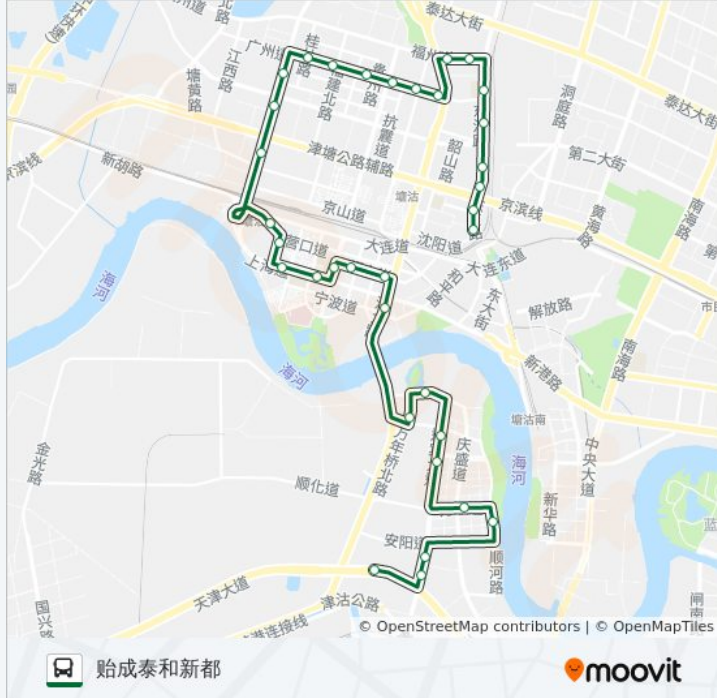 泰达大街
广州道
福州道
江西路
塘黄路
福建北路
贵州路
抗震道
韶山路
洞庭路
泰达大街
津塘公路辅路
第二大街
京滨线
新胡路
塘沽
京滨线
京山道
黄海路
南海路
营口道
大连道
沈阳道
大连东道
海河
宁波道
和平路
东大街
解放路
海河
新港路
南海路
塘沽南
万年桥北路
庆盛道
海河
中央大道
金光路
顺化道
新华路
安阳道
顺河路
天津大道
津沽公路
国兴路
© OpenStreetMap contributors | © OpenMapTiles
贻成泰和新都
moovit